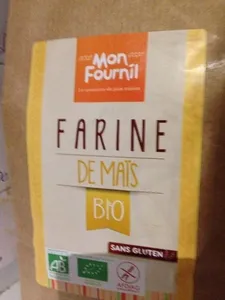 Mon
Fournil
FARINE
DE MAÏS
BIO
SANS GLUTEN
AB